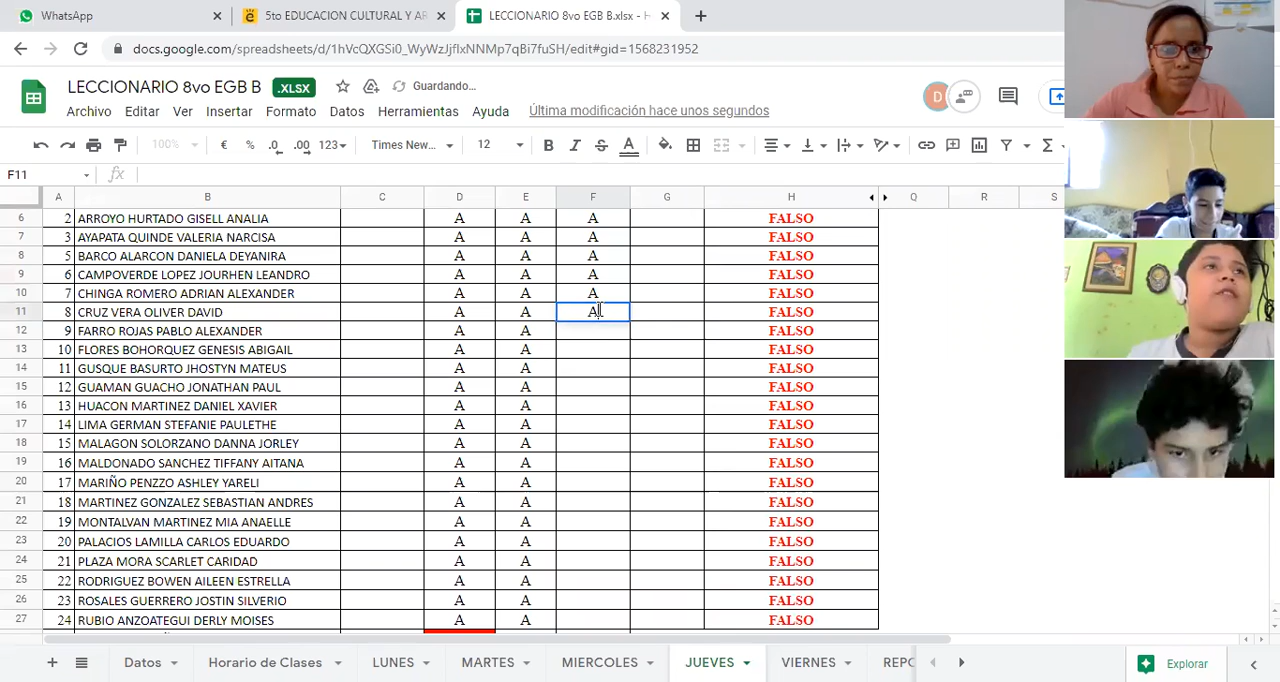 WhatsApp
5to EDUCACION CULTURAL Y AR
LECCIONARIO 8vo EGB B.xlsx - H
docs.google.com/spreadsheets/d/1hVcQXGSi0_WyWzJjflxNNMp7qBi7fuSH/edit#gid=1568231952
LECCIONARIO 8vo EGB B .XLSX Guardando...
Archivo Editar Ver Insertar Formato Datos Herramientas Ayuda Última modificación hace unos segundos
D
100% € % .0 .00 123 Times New... 12 B I S A Σ
F11 fx
A B C D E F G H Q R S
6 2 ARROYO HURTADO GISELL ANALIA A A A FALSO
7 3 AYAPATA QUINDE VALERIA NARCISA A A A FALSO
8 5 BARCO ALARCON DANIELA DEYANIRA A A A FALSO
9 6 CAMPOVERDE LOPEZ JOURHEN LEANDRO A A A FALSO
10 7 CHINGA ROMERO ADRIAN ALEXANDER A A A FALSO
11 8 CRUZ VERA OLIVER DAVID A A A FALSO
12 9 FARRO ROJAS PABLO ALEXANDER A A FALSO
13 10 FLORES BOHORQUEZ GENESIS ABIGAIL A A FALSO
14 11 GUSQUE BASURTO JHOSTYN MATEUS A A FALSO
15 12 GUAMAN GUACHO JONATHAN PAUL A A FALSO
16 13 HUACON MARTINEZ DANIEL XAVIER A A FALSO
17 14 LIMA GERMAN STEFANIE PAULETHE A A FALSO
18 15 MALAGON SOLORZANO DANNA JORLEY A A FALSO
19 16 MALDONADO SANCHEZ TIFFANY AITANA A A FALSO
20 17 MARIÑO PENZZO ASHLEY YARELI A A FALSO
21 18 MARTINEZ GONZALEZ SEBASTIAN ANDRES A A FALSO
22 19 MONTALVAN MARTINEZ MIA ANAELLE A A FALSO
23 20 PALACIOS LAMILLA CARLOS EDUARDO A A FALSO
24 21 PLAZA MORA SCARLET CARIDAD A A FALSO
25 22 RODRIGUEZ BOWEN AILEEN ESTRELLA A A FALSO
26 23 ROSALES GUERRERO JOSTIN SILVERIO A A FALSO
27 24 RUBIO ANZOATEGUI DERLY MOISES A A FALSO
Datos Horario de Clases LUNES MARTES MIERCOLES JUEVES VIERNES REPO Explorar